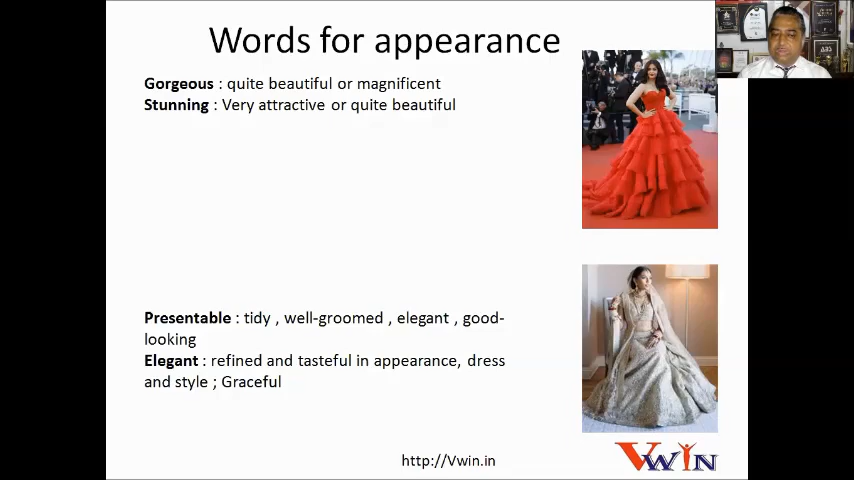 Words for appearance
Gorgeous : quite beautiful or magnificent
Stunning : Very attractive or quite beautiful
Presentable : tidy , well-groomed , elegant , good-
looking
Elegant : refined and tasteful in appearance, dress
and style ; Graceful
http://Vwin.in
VWIN